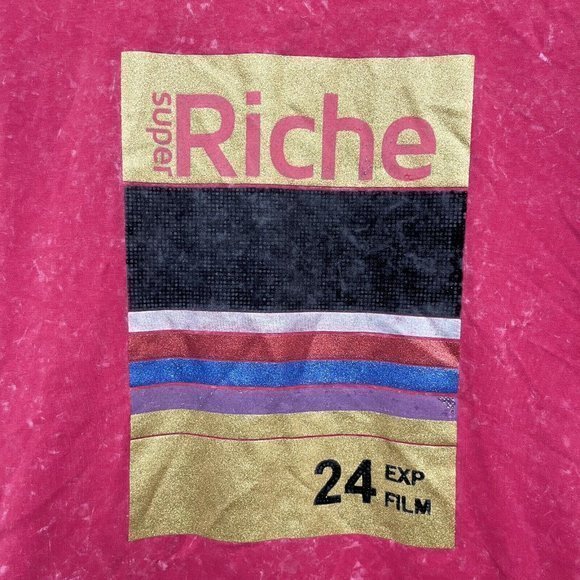 super Riche
24 EXP
FILM